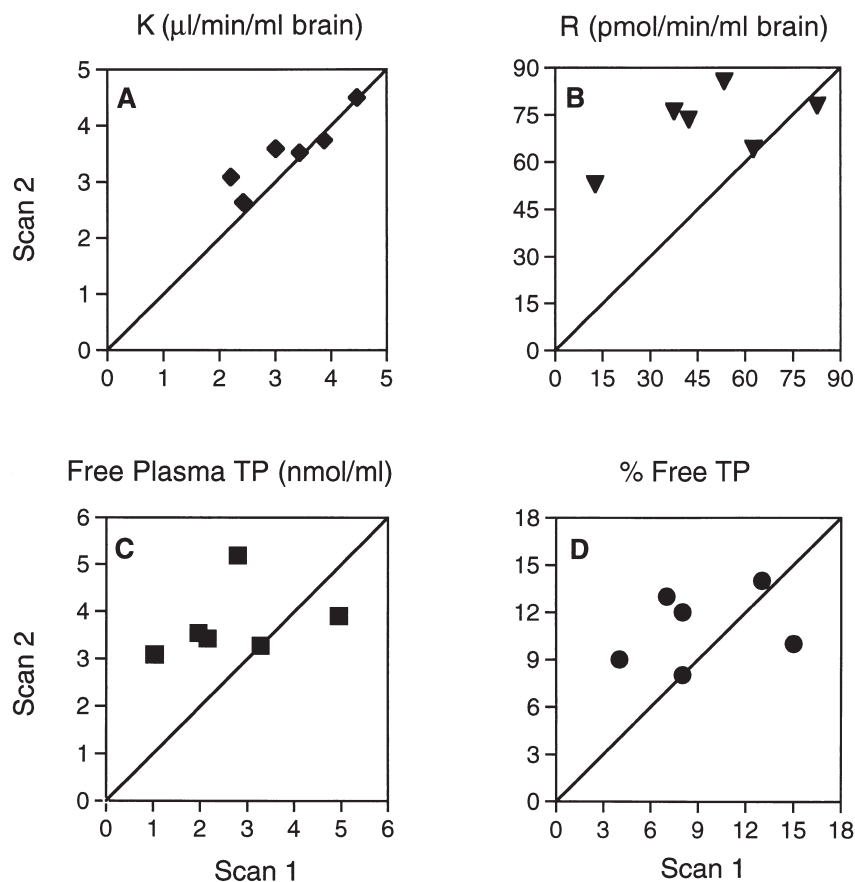 K (μl/min/ml brain)
R (pmol/min/ml brain)
A
5
4
3
2
1
0
0 1 2 3 4 5
Scan 2
B
90
75
60
45
30
15
0
0 15 30 45 60 75 90
Free Plasma TP (nmol/ml)
% Free TP
C
6
5
4
3
2
1
0
0 1 2 3 4 5 6
Scan 2
Scan 1
D
18
15
12
9
6
3
0
0 3 6 9 12 15 18
Scan 1